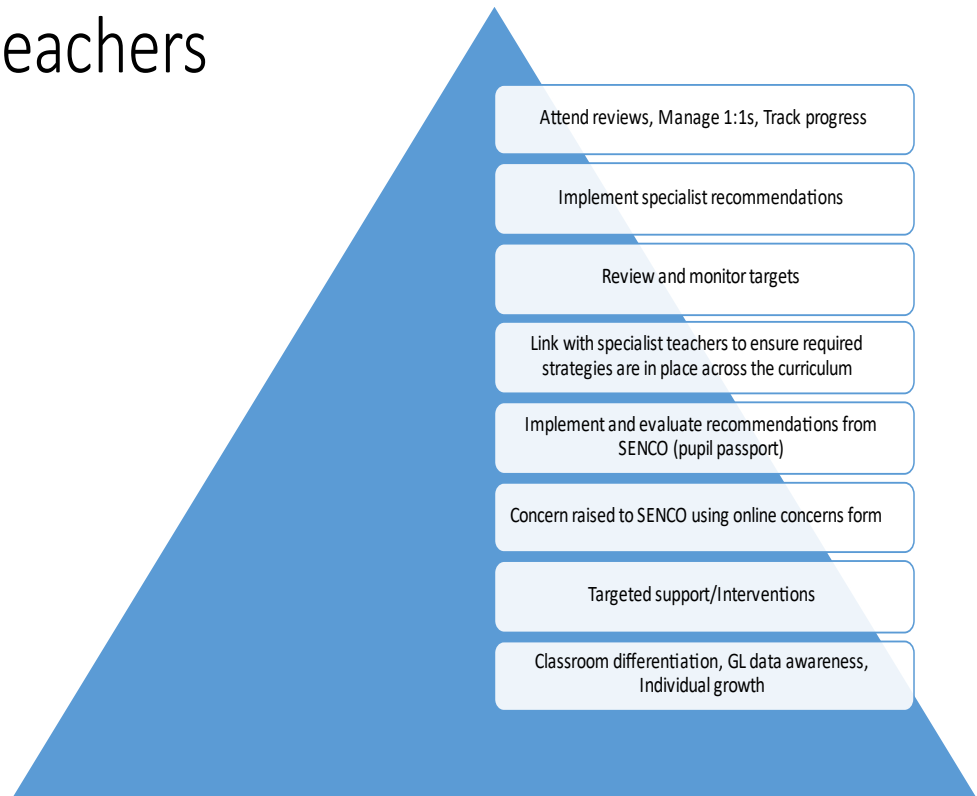 eachers
Attend reviews, Manage 1:1s, Track progress
Implement specialist recommendations
Review and monitor targets
Link with specialist teachers to ensure required
strategies are in place across the curriculum
Implement and evaluate recommendations from
SENCO (pupil passport)
Concern raised to SENCO using online concerns form
Targeted support/Interventions
Classroom differentiation, GL data awareness,
Individual growth